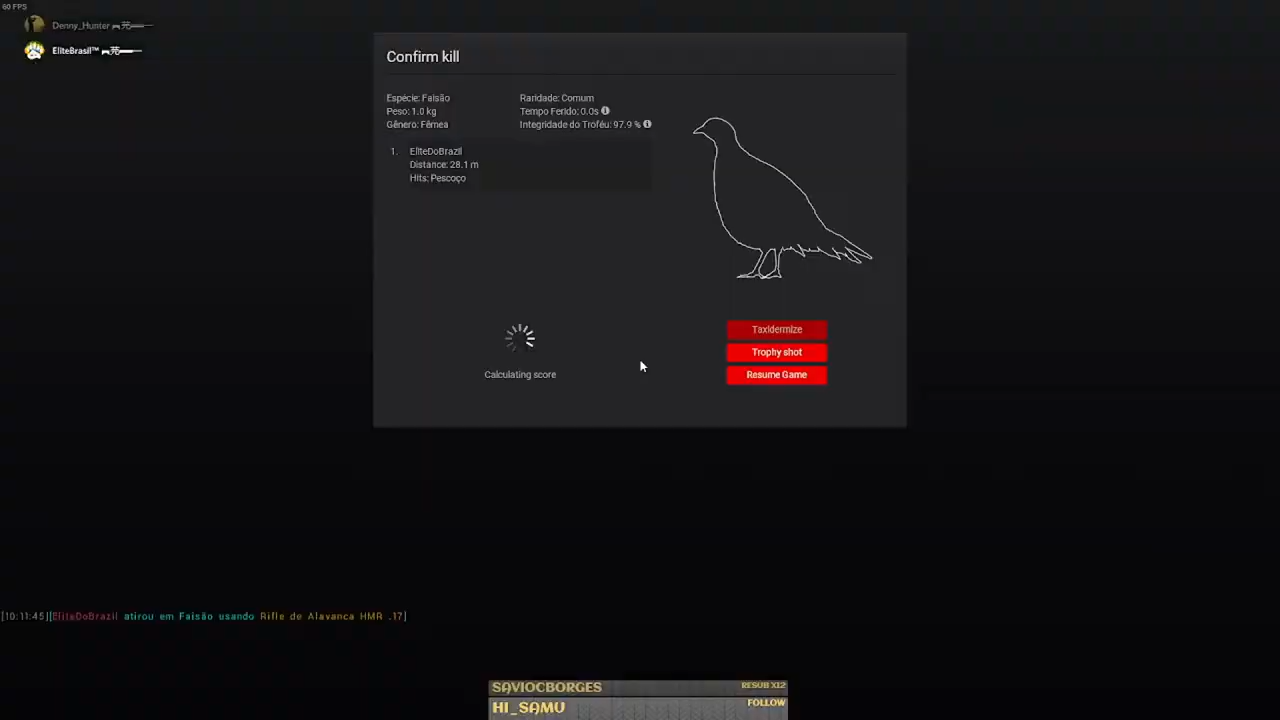 60 FPS
Denny_Hunter
EliteBrasil™
Confirm kill
Espécie: Faisão
Peso: 1.0 kg
Gênero: Fêmea
Raridade: Comum
Tempo Ferido: 0.0s
Integridade do Troféu: 97.9 %
1. EliteDoBrazil
Distance: 28.1 m
Hits: Pescoço
Calculating score
Taxidermize
Trophy shot
Resume Game
[10:11:45][EliteDoBrazil atirou em Faisão usando Rifle de Alavanca HMR .17]
SAVIOCBORGES RESUB X12
HI_SAMU FOLLOW